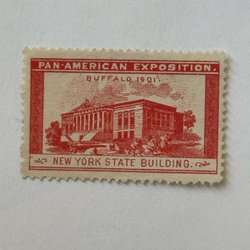 PAN-AMERICAN EXPOSITION.
BUFFALO, 1901.
NEW YORK STATE BUILDING.